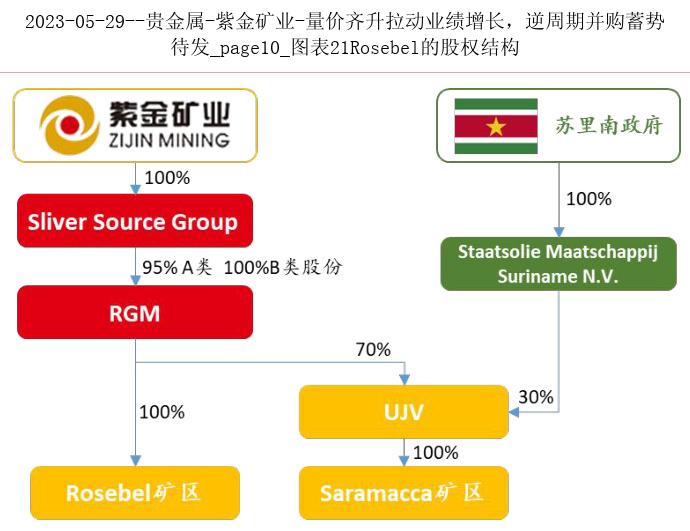 2023-05-29--贵金属-紫金矿业-量价齐升拉动业绩增长，逆周期并购蓄势
待发_page10_图表21Rosebel的股权结构
紫金矿业
ZIJIN MINING
苏里南政府
100%
100%
Sliver Source Group
Staatsolie Maatschappij
Suriname N.V.
95% A类 100%B类股份
RGM
70%
100%
UJV
30%
100%
Rosebel矿区
Saramacca矿区